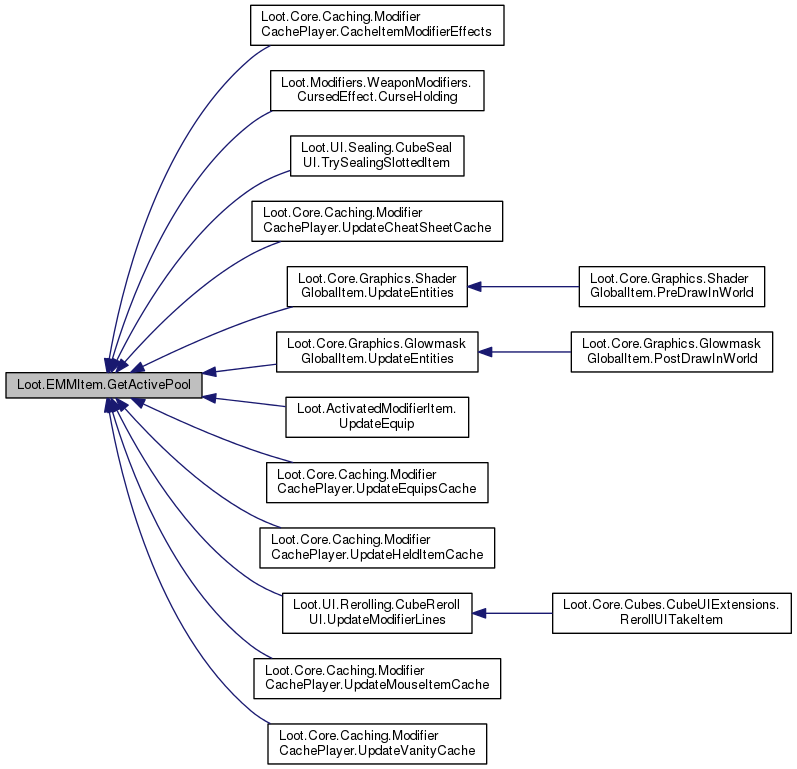 Loot.Core.Caching.Modifier
CachePlayer.CacheItemModifierEffects
Loot.Modifiers.WeaponModifiers.
CursedEffect.CurseHolding
Loot.UI.Sealing.CubeSeal
UI.TrySealingSlottedItem
Loot.Core.Caching.Modifier
CachePlayer.UpdateCheatSheetCache
Loot.Core.Graphics.Shader
GlobalItem.UpdateEntities
Loot.Core.Graphics.Shader
GlobalItem.PreDrawInWorld
Loot.Core.Graphics.Glowmask
GlobalItem.UpdateEntities
Loot.Core.Graphics.Glowmask
GlobalItem.PostDrawInWorld
Loot.EMMItem.GetActivePool
Loot.ActivatedModifierItem.
UpdateEquip
Loot.Core.Caching.Modifier
CachePlayer.UpdateEquipsCache
Loot.Core.Caching.Modifier
CachePlayer.UpdateHeldItemCache
Loot.UI.Rerolling.CubeReroll
UI.UpdateModifierLines
Loot.Core.Cubes.CubeUIExtensions.
RerollUITakeItem
Loot.Core.Caching.Modifier
CachePlayer.UpdateMouseItemCache
Loot.Core.Caching.Modifier
CachePlayer.UpdateVanityCache